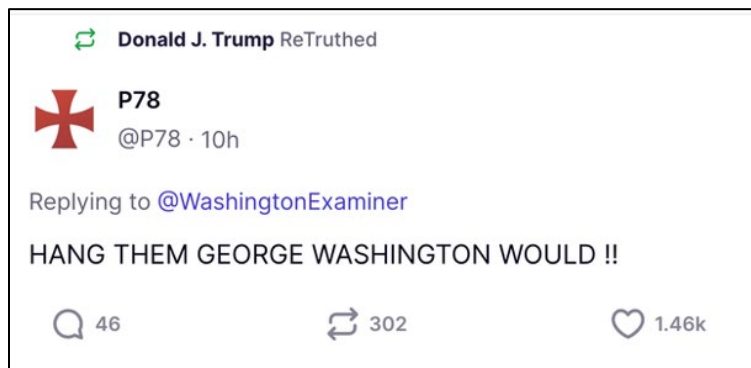 Donald J. Trump ReTruthed
P78
@P78 · 10h
Replying to @WashingtonExaminer
HANG THEM GEORGE WASHINGTON WOULD !!
46 302 1.46k